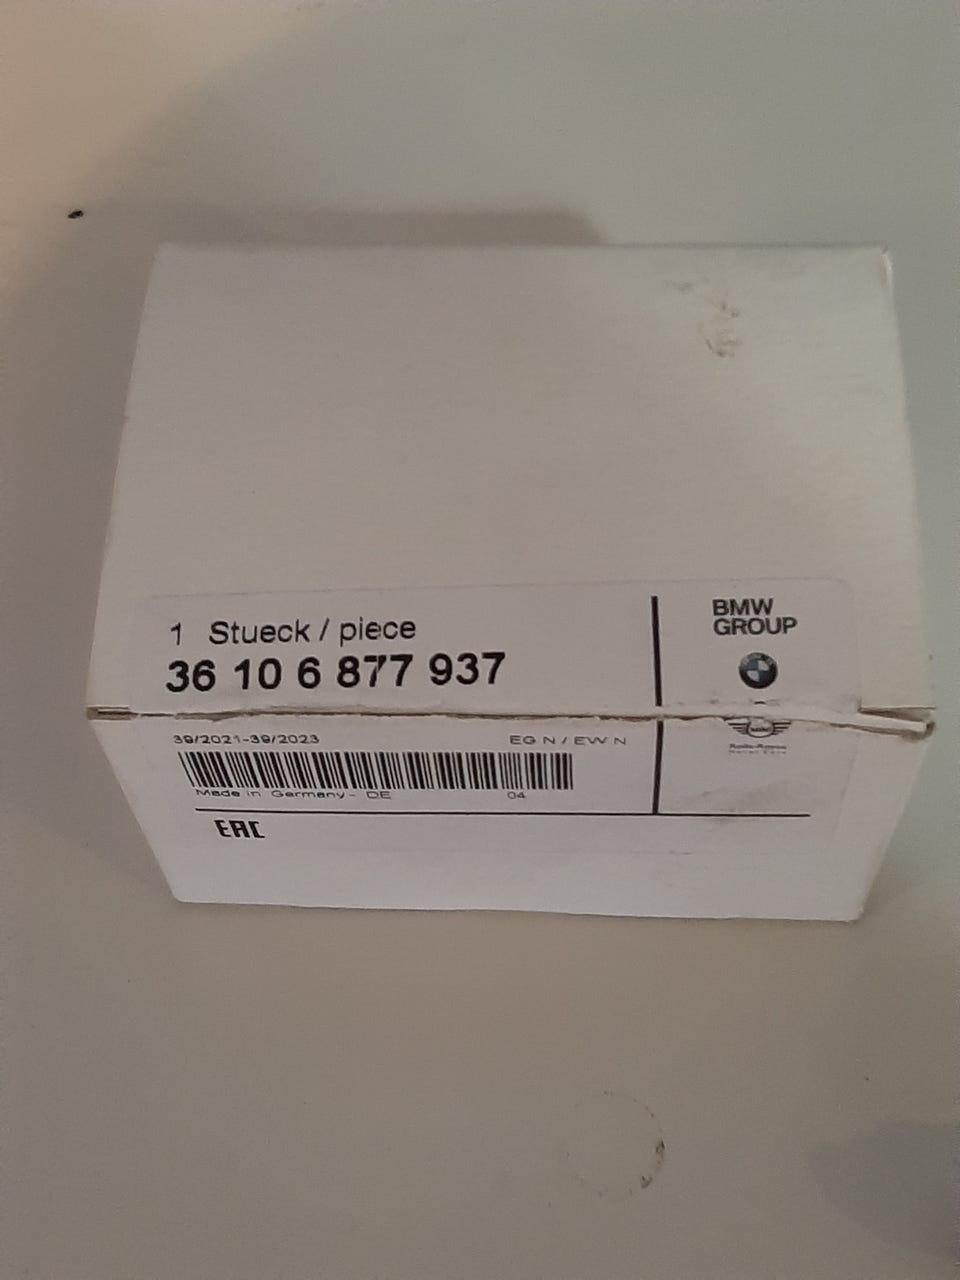 1 Stueck / piece
36 10 6 877 937
BMW
GROUP
39/2021-39/2023
EG N / EW N
Made in Germany - DE
04
EAC